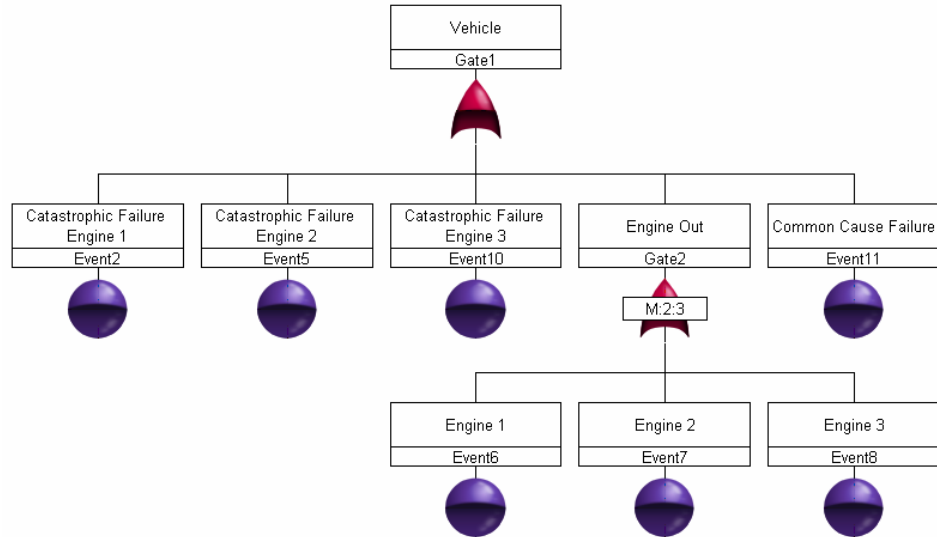 Vehicle
Gate1
Catastrophic Failure
Engine 1
Event2
Catastrophic Failure
Engine 2
Event5
Catastrophic Failure
Engine 3
Event10
Engine Out
Gate2
M:2:3
Common Cause Failure
Event11
Engine 1
Event6
Engine 2
Event7
Engine 3
Event8